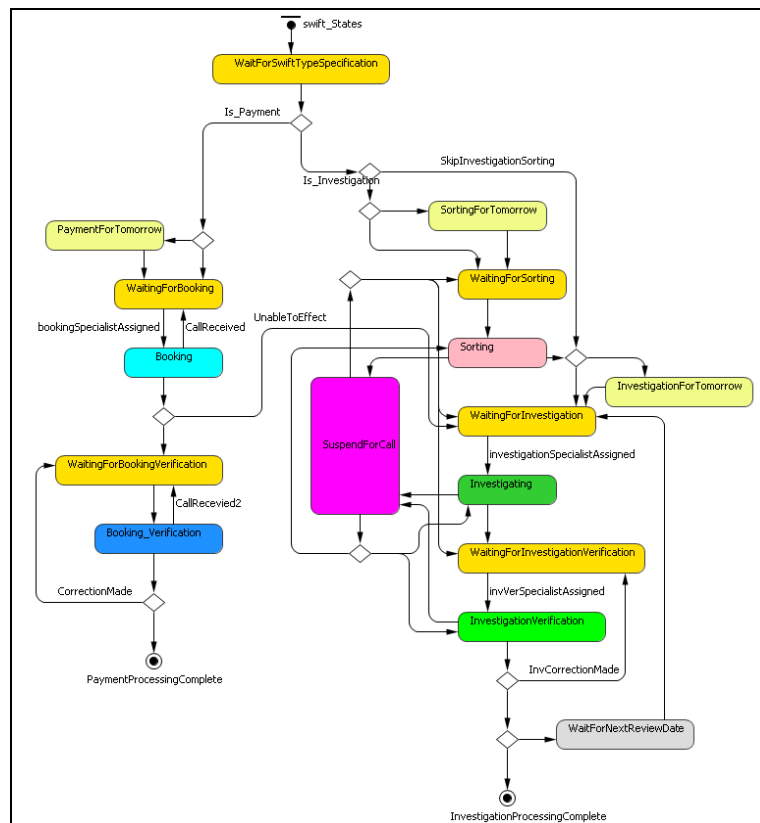 swift_States
WaitForSwiftTypeSpecification
Is_Payment
SkipInvestigationSorting
Is_Investigation
PaymentForTomorrow
SortingForTomorrow
WaitingForBooking
WaitingForSorting
bookingSpecialistAssigned
CallReceived
UnableToEffect
Booking
Sorting
InvestigationForTomorrow
WaitingForInvestigation
SuspendForCall
investigationSpecialistAssigned
WaitingForBookingVerification
Investigating
CallRecevied2
Booking_Verification
WaitingForInvestigationVerification
CorrectionMade
invVerSpecialistAssigned
InvestigationVerification
PaymentProcessingComplete
InvCorrectionMade
WaitForNextReviewDate
InvestigationProcessingComplete